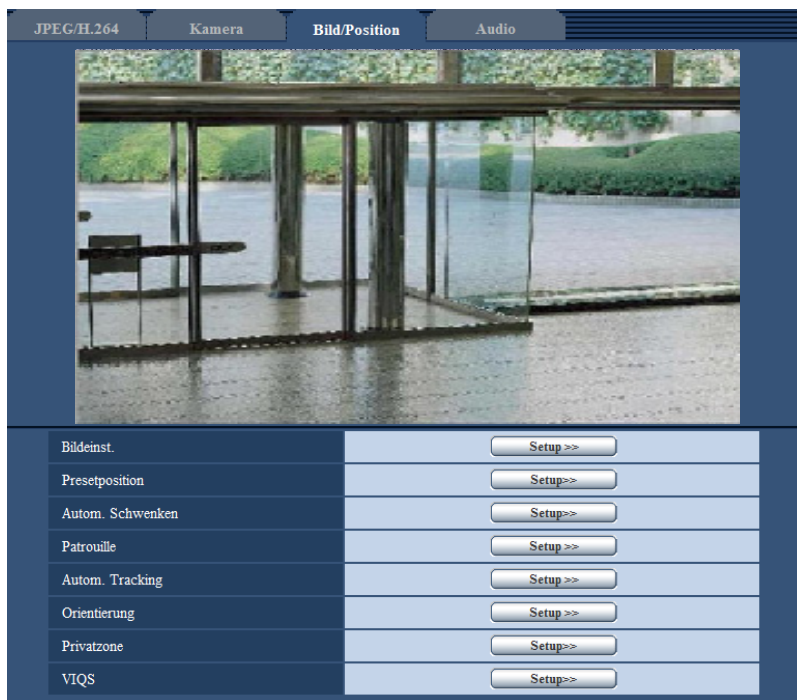 JPEG/H.264 Kamera Bild/Position Audio
Bildeinst. Setup >>
Presetposition Setup>>
Autom. Schwenken Setup>>
Patrouille Setup >>
Autom. Tracking Setup >>
Orientierung Setup >>
Privatzone Setup>>
VIQS Setup>>